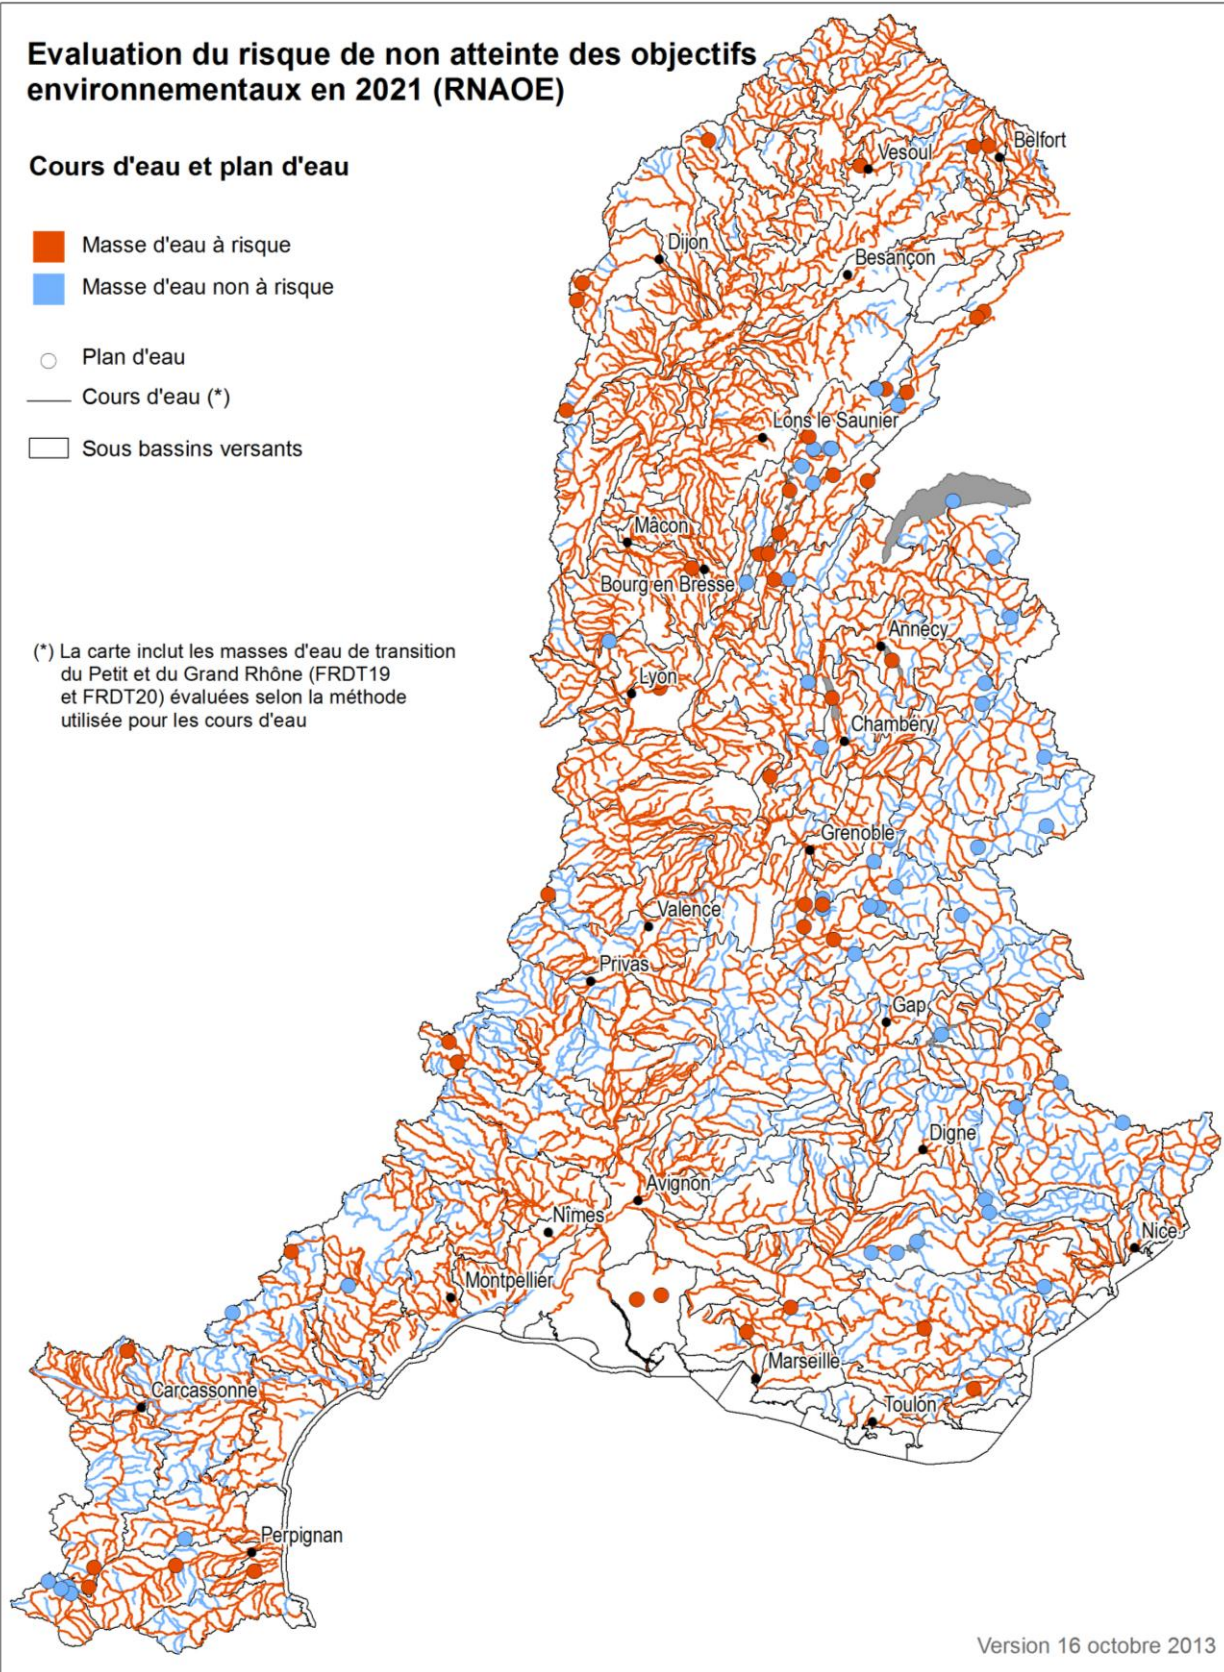 Evaluation du risque de non atteinte des objectifs
environnementaux en 2021 (RNAOE)
Cours d'eau et plan d'eau
Masse d'eau à risque
Masse d'eau non à risque
Plan d'eau
Cours d'eau (*)
Sous bassins versants
(*) La carte inclut les masses d'eau de transition
du Petit et du Grand Rhône (FRDT19
et FRDT20) évaluées selon la méthode
utilisée pour les cours d'eau
Belfort
Vesoul
Dijon
Besançon
Lons le Saunier
Mâcon
Bourg en Bresse
Annecy
Lyon
Chambéry
Grenoble
Valence
Privas
Gap
Digne
Avignon
Nîmes
Nice
Montpellier
Marseille
Carcassonne
Toulon
Perpignan
Version 16 octobre 2013